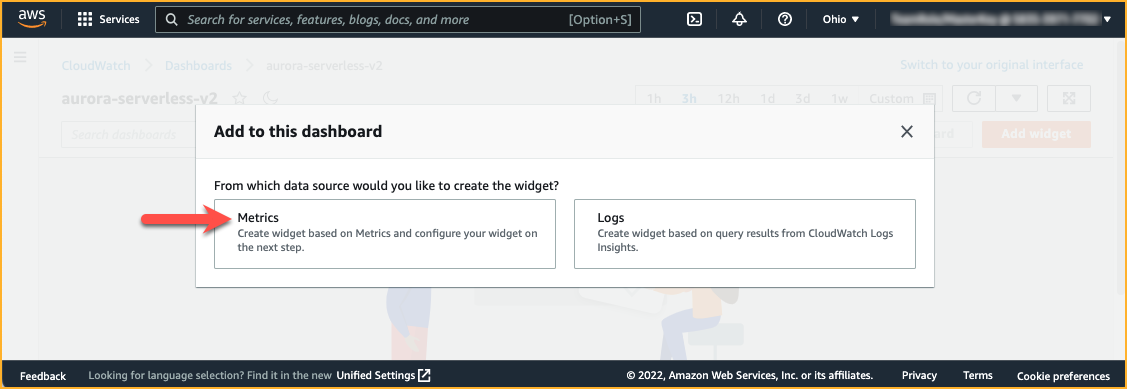 aws
Services
Search for services, features, blogs, docs, and more
[Option+S]
Ohio
CloudWatch
Dashboards
aurora-serverless-v2
Switch to your original interface
aurora-serverless-v2
1h
3h
12h
1d
3d
1w
Custom
Search dashboards
Add widget
Add to this dashboard
From which data source would you like to create the widget?
Metrics
Create widget based on Metrics and configure your widget on
the next step.
Logs
Create widget based on query results from CloudWatch Logs
Insights.
Feedback
Looking for language selection? Find it in the new Unified Settings
© 2022, Amazon Web Services, Inc. or its affiliates.
Privacy
Terms
Cookie preferences